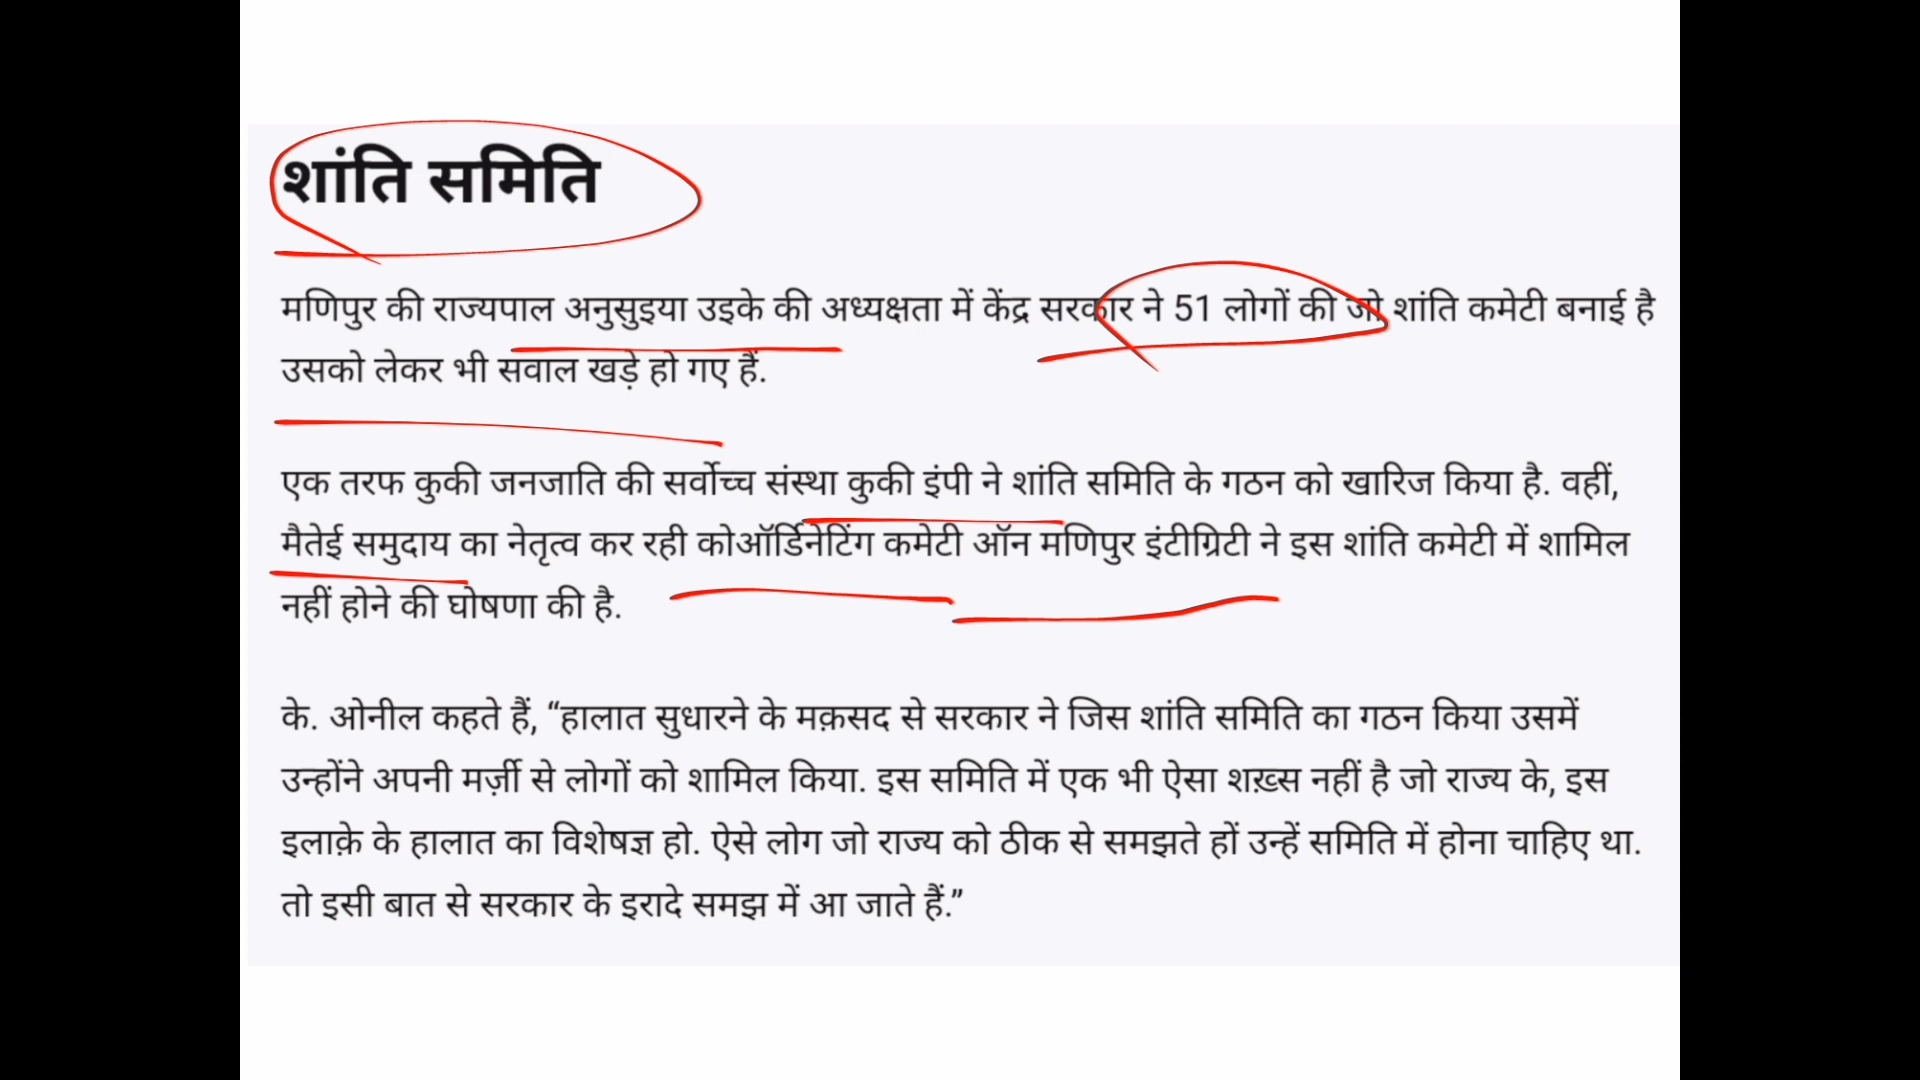 शांति समिति
मणिपुर की राज्यपाल अनुसुइया उइके की अध्यक्षता में केंद्र सरकार ने 51 लोगों की जो शांति कमेटी बनाई है
उसको लेकर भी सवाल खड़े हो गए हैं.
एक तरफ कुकी जनजाति की सर्वोच्च संस्था कुकी इंपी ने शांति समिति के गठन को खारिज किया है. वहीं,
मैतेई समुदाय का नेतृत्व कर रही कोऑर्डिनेटिंग कमेटी ऑन मणिपुर इंटीग्रिटी ने इस शांति कमेटी में शामिल
नहीं होने की घोषणा की है.
के. ओनील कहते हैं, “हालात सुधारने के मक़सद से सरकार ने जिस शांति समिति का गठन किया उसमें
उन्होंने अपनी मर्ज़ी से लोगों को शामिल किया. इस समिति में एक भी ऐसा शख़्स नहीं है जो राज्य के, इस
इलाक़े के हालात का विशेषज्ञ हो. ऐसे लोग जो राज्य को ठीक से समझते हों उन्हें समिति में होना चाहिए था.
तो इसी बात से सरकार के इरादे समझ में आ जाते हैं.”